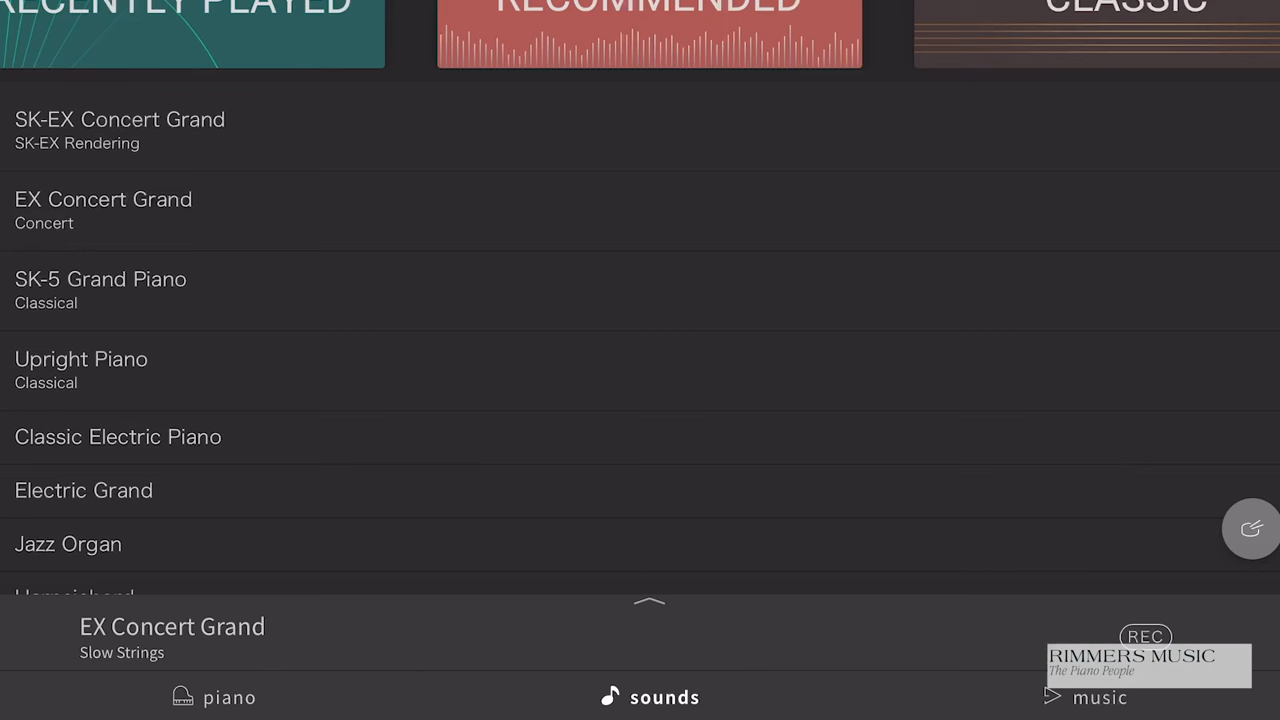 RECENTLY PLAYED
RECOMMENDED
CLASSIC
SK-EX Concert Grand
SK-EX Rendering
EX Concert Grand
Concert
SK-5 Grand Piano
Classical
Upright Piano
Classical
Classic Electric Piano
Electric Grand
Jazz Organ
Harpsichord
EX Concert Grand
Slow Strings
REC
RIMMERS MUSIC
The Piano People
piano
sounds
music